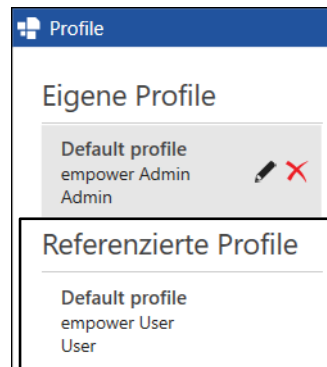 Profile
Eigene Profile
Default profile
empower Admin
Admin
Referenzierte Profile
Default profile
empower User
User